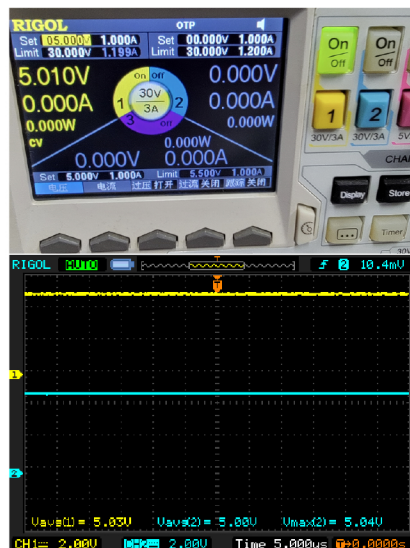 RIGOL OTP
Set 05.000V 1.000A Set 00.000V 1.000A
Limit 30.000V 1.199A Limit 30.000V 1.200A
5.010V 0.000V
0.000A 0.000A
0.000W 0.000W
CV
on off
30V
3A
1 2
3 off
0.000W
0.000V 0.000A
Set 5.000V 1.000A Limit 5.500V 1.000A
电压 电流 过压 打开 过流 关闭 跟踪 关闭
On On
Off Off
1 2
30V/3A 30V/3A 5V
CHA
Display Store
... Timer
30V
RIGOL AUTO T 2 10.4mV
T
1
2
Vavg(1)= 5.03V Vavg(2)= 5.00V Vmax(2)= 5.04V
CH1= 2.00V CH2= 2.00V Time 5.000us T→0.0000s